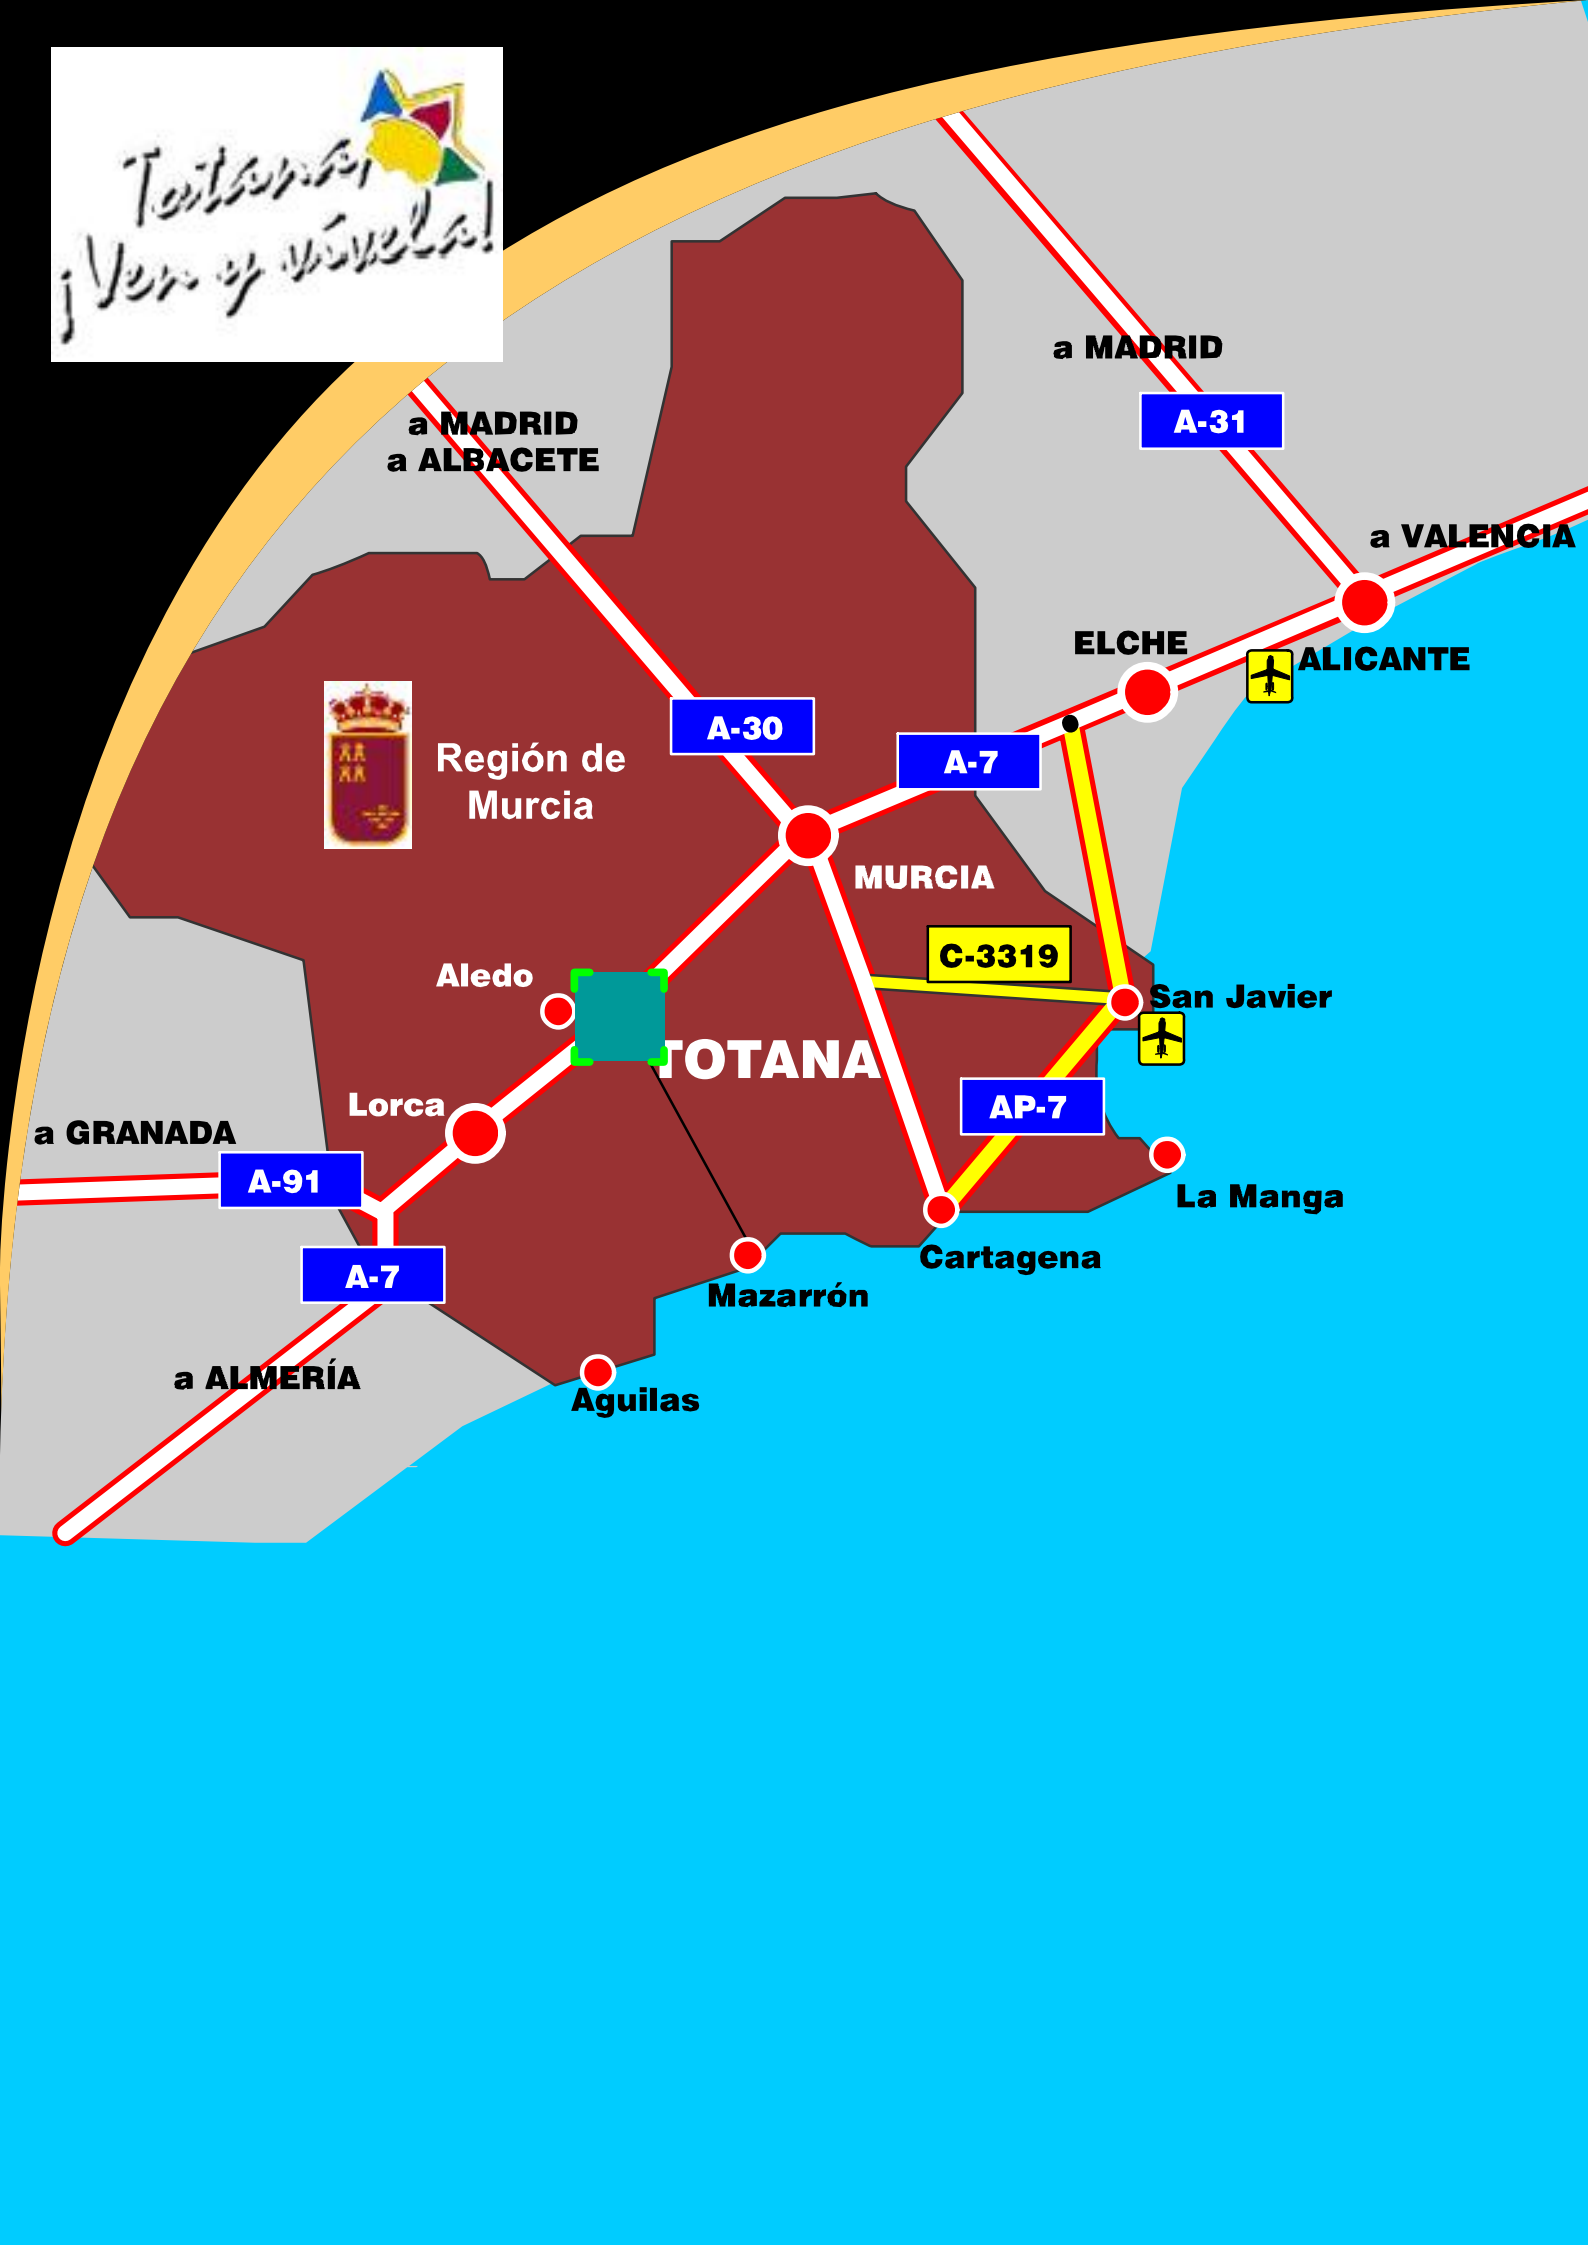 Totana,
¡Ven y vívela!
a MADRID
A-31
a MADRID
a ALBACETE
a VALENCIA
ELCHE
ALICANTE
A-30
A-7
Región de
Murcia
MURCIA
C-3319
Aledo
San Javier
TOTANA
AP-7
Lorca
a GRANADA
A-91
La Manga
A-7
Cartagena
Mazarrón
a ALMERÍA
Aguilas